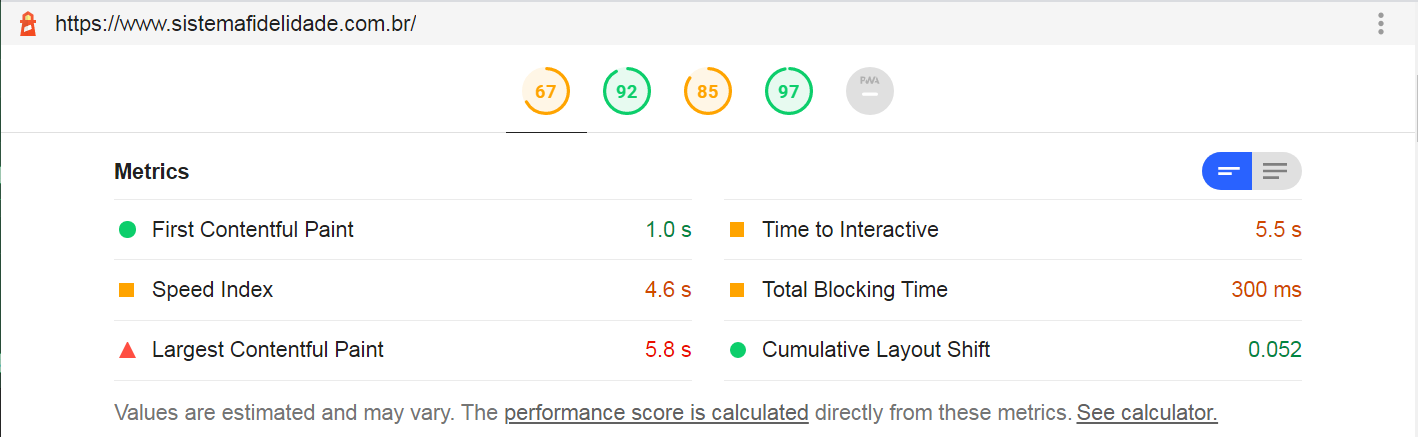 https://www.sistemafidelidade.com.br/
67 92 85 97 PWA
Metrics
First Contentful Paint 1.0 s
Time to Interactive 5.5 s
Speed Index 4.6 s
Total Blocking Time 300 ms
Largest Contentful Paint 5.8 s
Cumulative Layout Shift 0.052
Values are estimated and may vary. The performance score is calculated directly from these metrics. See calculator.